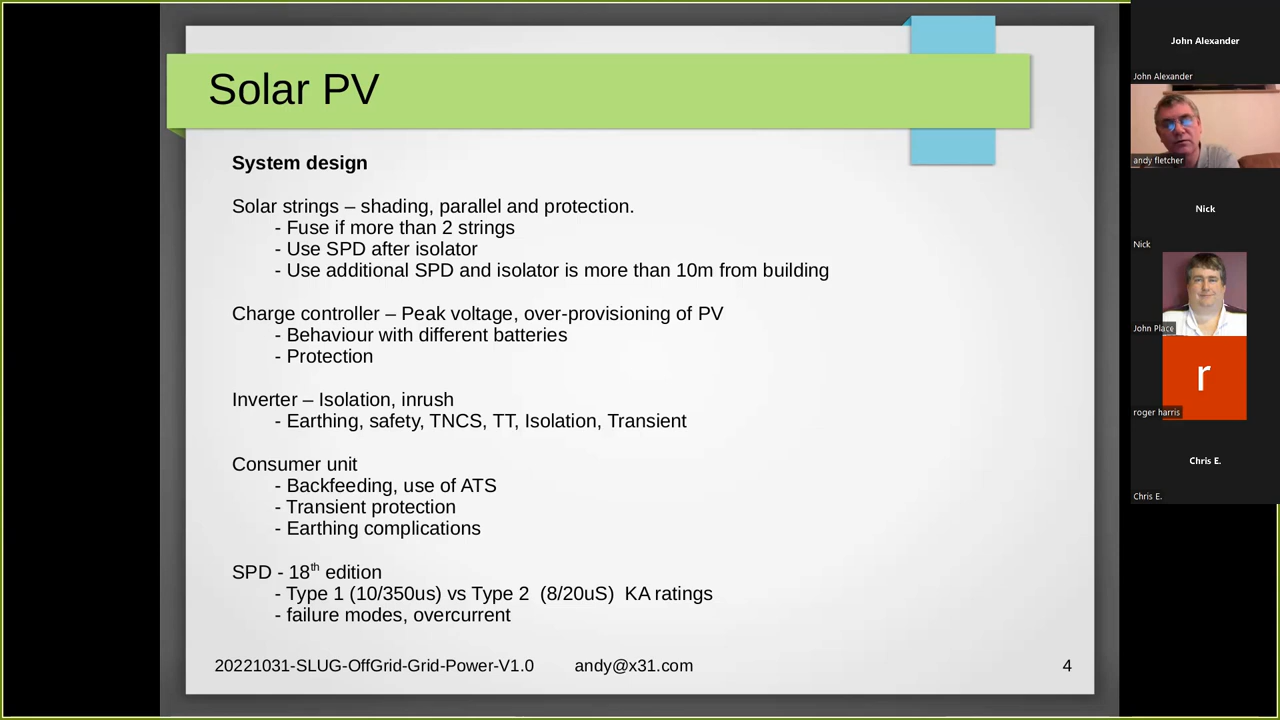 Solar PV
System design
Solar strings – shading, parallel and protection.
- Fuse if more than 2 strings
- Use SPD after isolator
- Use additional SPD and isolator is more than 10m from building
Charge controller – Peak voltage, over-provisioning of PV
- Behaviour with different batteries
- Protection
Inverter – Isolation, inrush
- Earthing, safety, TNCS, TT, Isolation, Transient
Consumer unit
- Backfeeding, use of ATS
- Transient protection
- Earthing complications
SPD - 18th edition
- Type 1 (10/350us) vs Type 2 (8/20uS) KA ratings
- failure modes, overcurrent
20221031-SLUG-OffGrid-Grid-Power-V1.0 andy@x31.com 4
John Alexander
John Alexander
andy fletcher
Nick
Nick
John Place
r
roger harris
Chris E.
Chris E.